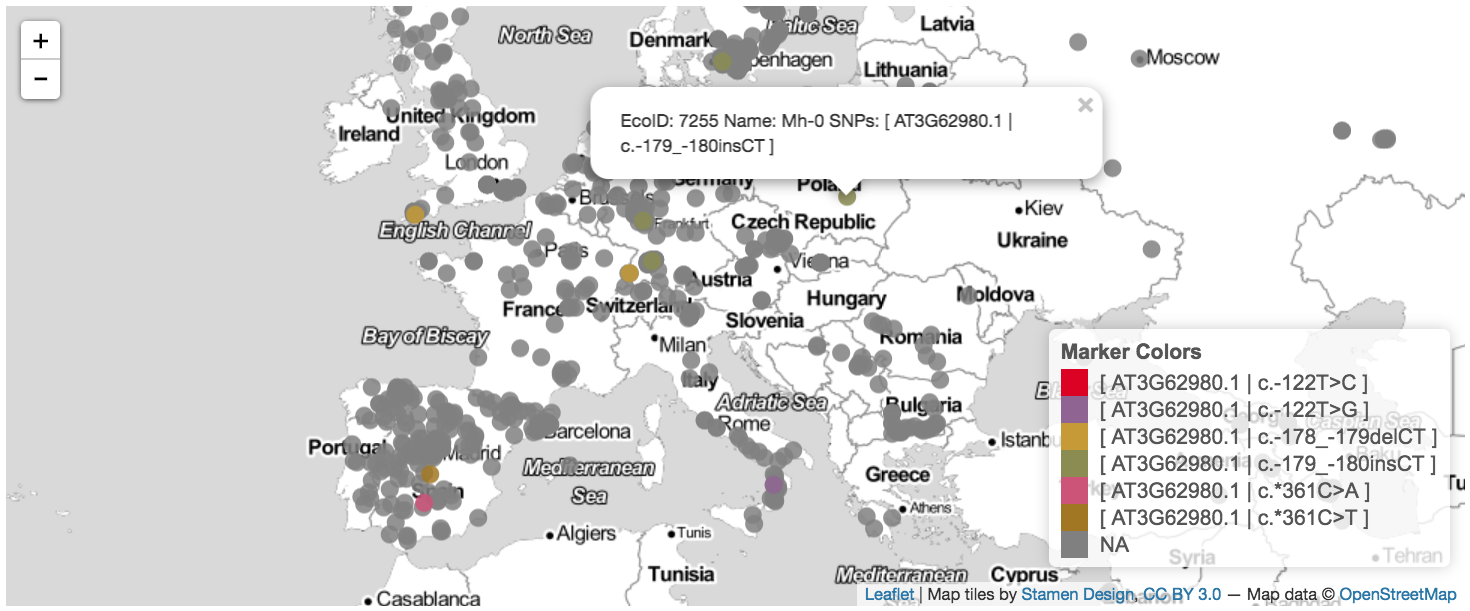 +
−
North Sea
Denmark
Baltic Sea
Latvia
Lithuania
Moscow
United Kingdom
Ireland
London
EcoID: 7255 Name: Mh-0 SNPs: [ AT3G62980.1 |
c.-179_-180insCT ]
×
Germany
Poland
Frankfurt
Czech Republic
Kiev
Ukraine
English Channel
Paris
Vienna
Austria
France
Switzerland
Hungary
Moldova
Slovenia
Bay of Biscay
Milan
Romania
Italy
Adriatic Sea
Rome
Bulgaria
Barcelona
Portugal
Madrid
Istanbu
Mediterranean
Sea
Spain
Greece
Athens
Algiers
Tunis
Tunisia
Mediterranean
Cyprus
Casablanca
Marker Colors
[ AT3G62980.1 | c.-122T>C ]
[ AT3G62980.1 | c.-122T>G ]
[ AT3G62980.1 | c.-178_-179delCT ]
[ AT3G62980.1 | c.-179_-180insCT ]
[ AT3G62980.1 | c.*361C>A ]
[ AT3G62980.1 | c.*361C>T ]
NA
Caspian Sea
Baku
Tu
Syria
Tehran
Leaflet | Map tiles by Stamen Design, CC BY 3.0 — Map data © OpenStreetMap